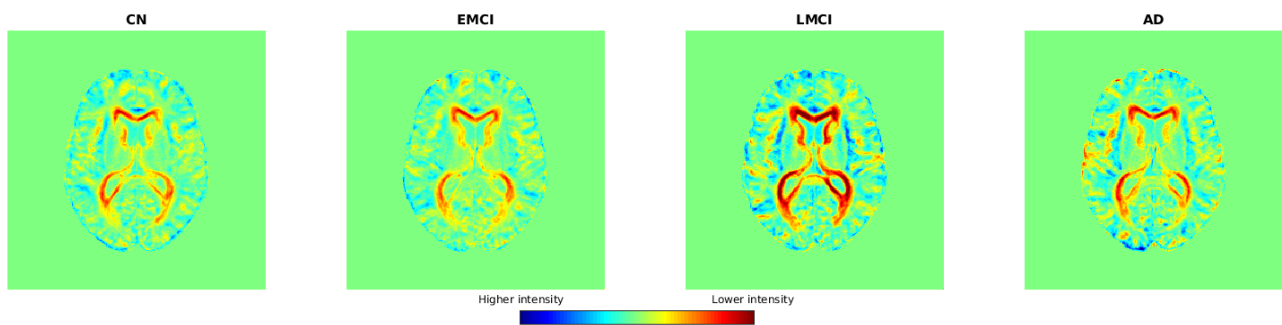 CN
EMCI
LMCI
AD
Higher intensity
Lower intensity